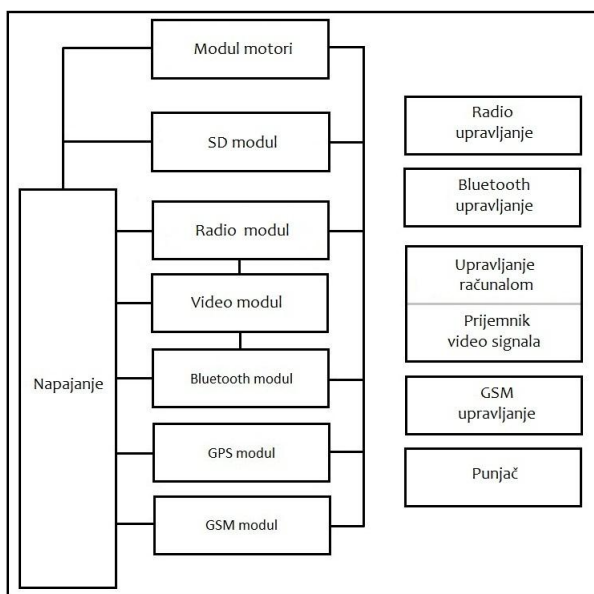 Modul motori
SD modul
Radio modul
Video modul
Bluetooth modul
GPS modul
GSM modul
Napajanje
Radio
upravljanje
Bluetooth
upravljanje
Upravljanje
računalom
Prijemnik
video signala
GSM
upravljanje
Punjač